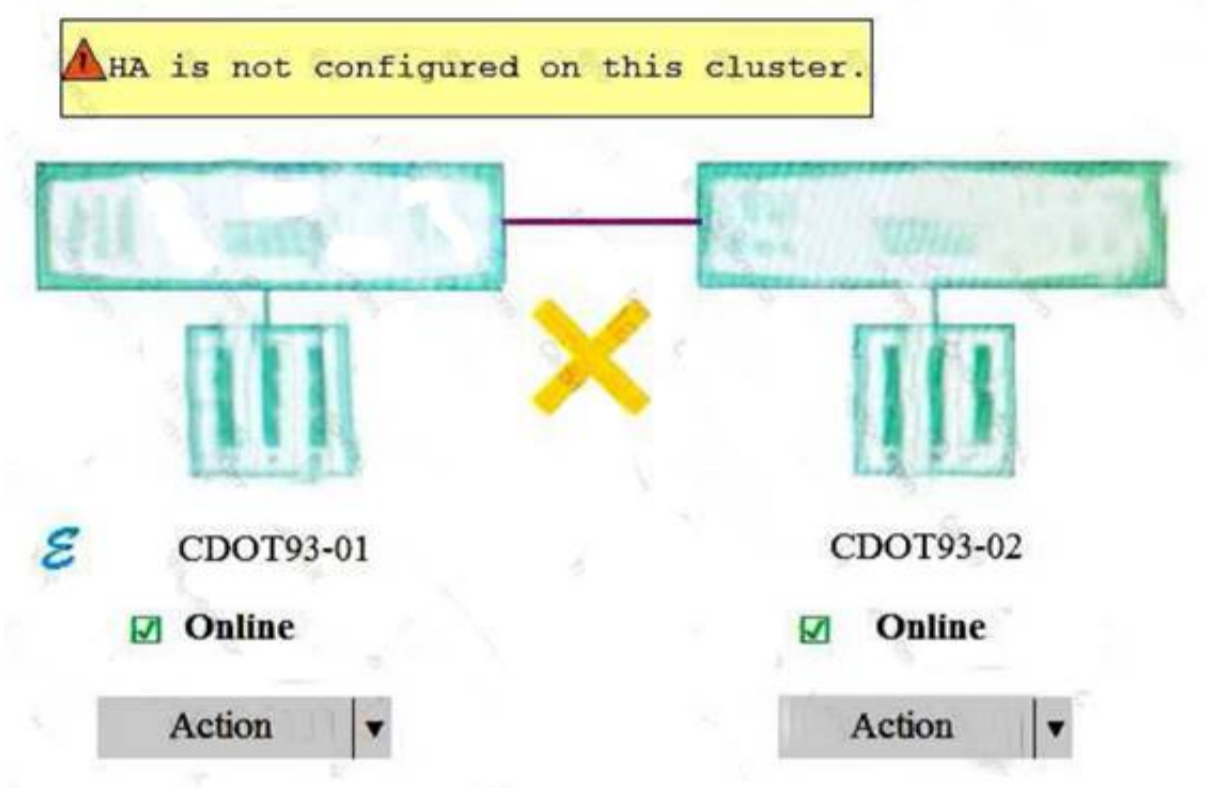 HA is not configured on this cluster.
ε CDOT93-01 CDOT93-02
Online Online
Action Action